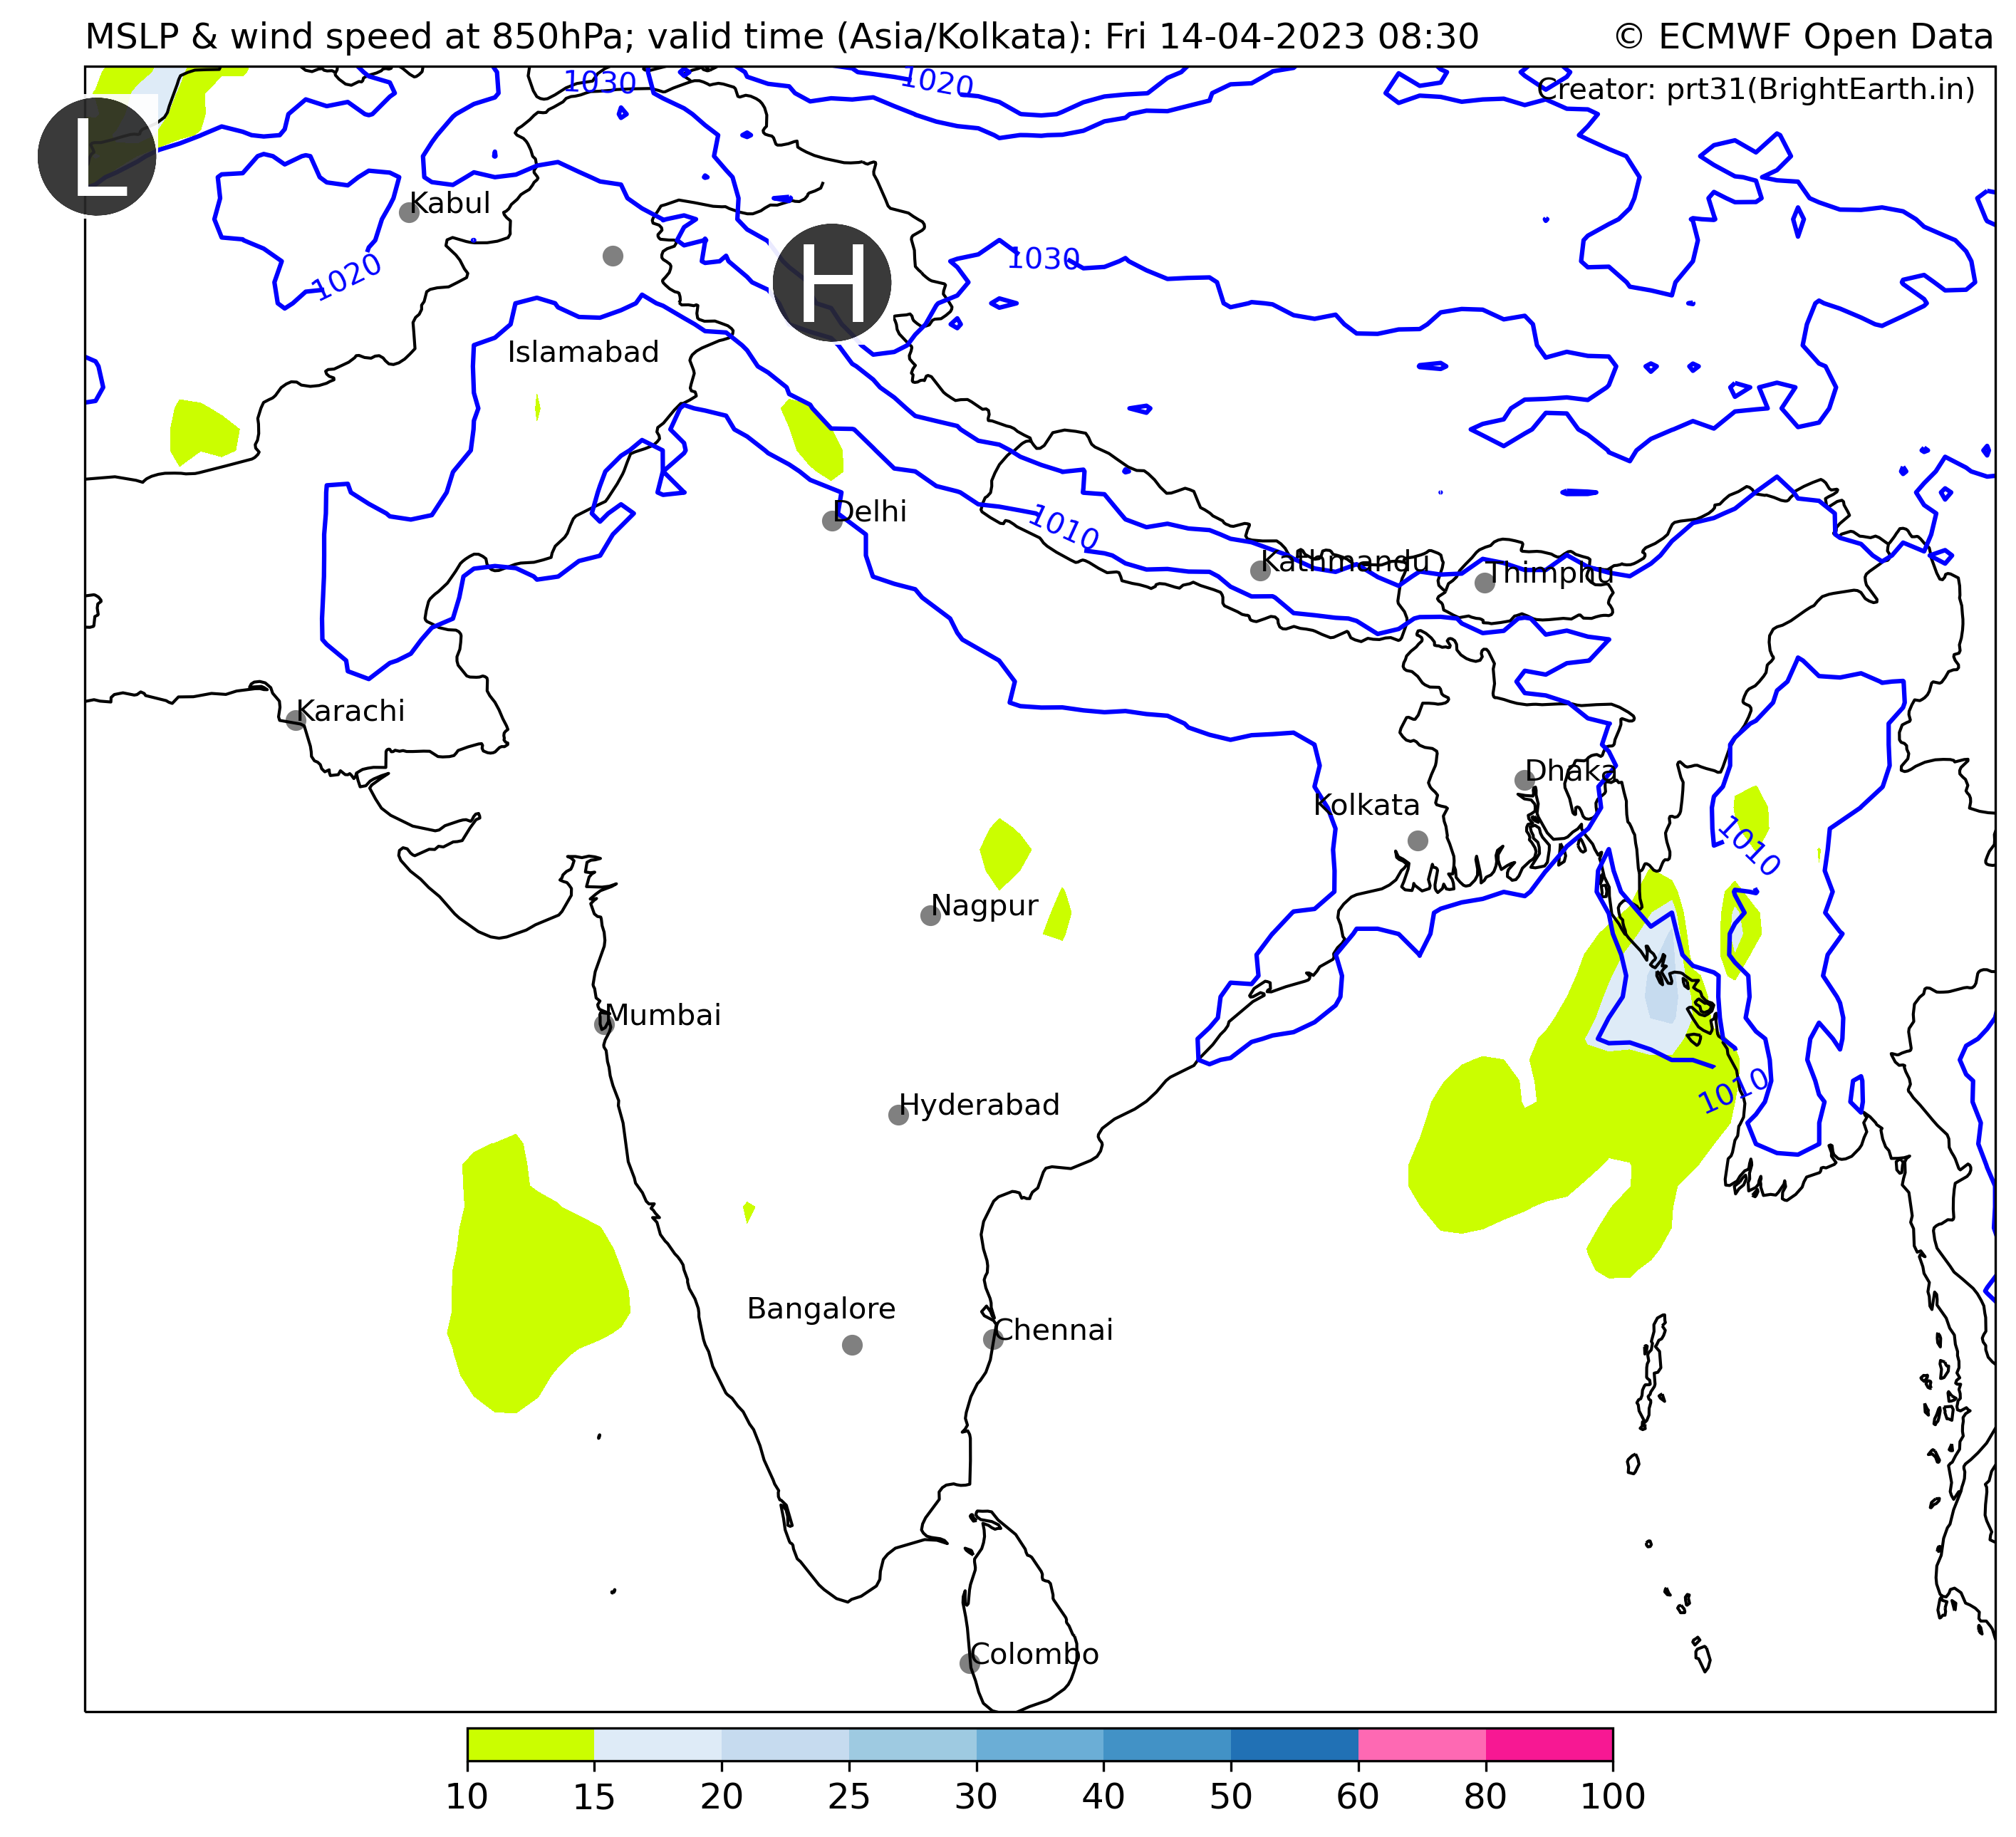 MSLP & wind speed at 850hPa; valid time (Asia/Kolkata): Fri 14-04-2023 08:30
© ECMWF Open Data
Creator: prt31(BrightEarth.in)
1030
1020
L
Kabul
1020
H
1030
Islamabad
Delhi
1010
Kathmandu
Thimphu
Karachi
Dhaka
Kolkata
1010
Nagpur
Mumbai
1010
Hyderabad
Bangalore
Chennai
Colombo
10 15 20 25 30 40 50 60 80 100